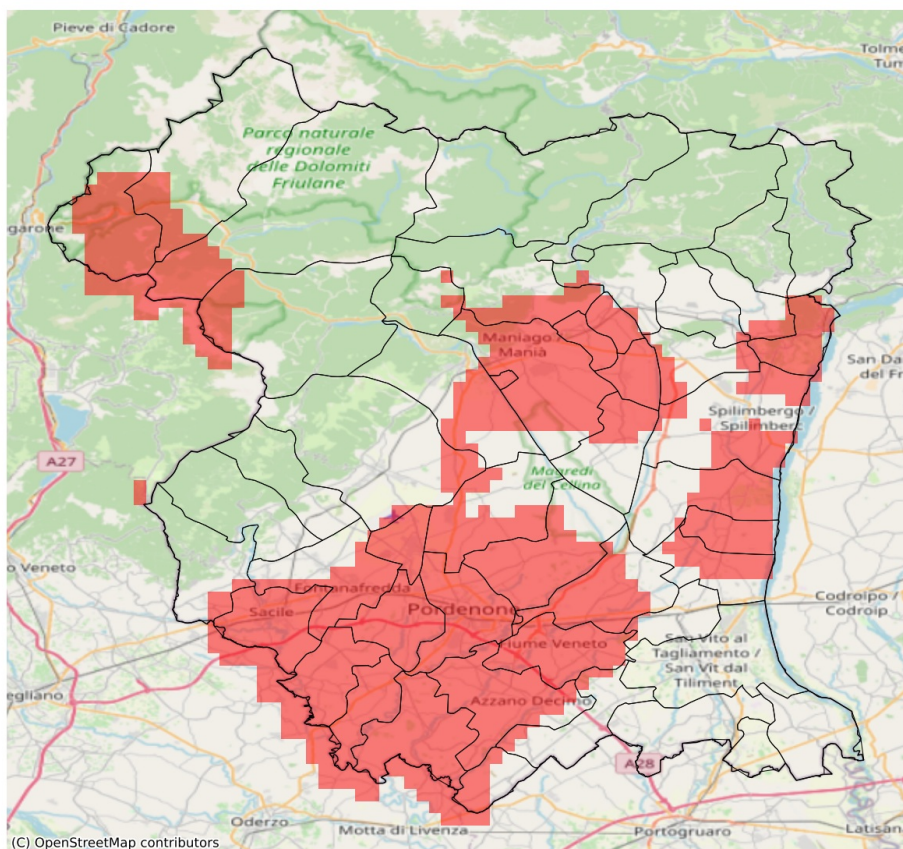 Pieve di Cadore
Tolme
Tum
Parco naturale
regionale
delle Dolomiti
Friulane
garone
Maniago /
Manià
San Da
del Fr
Spilimbergo /
Spilimberc
A27
Magredi
del Cellina
o Veneto
Fontanafredda
Sacile
Pordenone
Codroipo /
Codroip
Fiume Veneto
San Vito al
Tagliamento /
San Vît dal
Tiliment
egliano
Azzano Decimo
A28
Oderzo
Motta di Livenza
Portogruaro
Latisan
(C) OpenStreetMap contributors